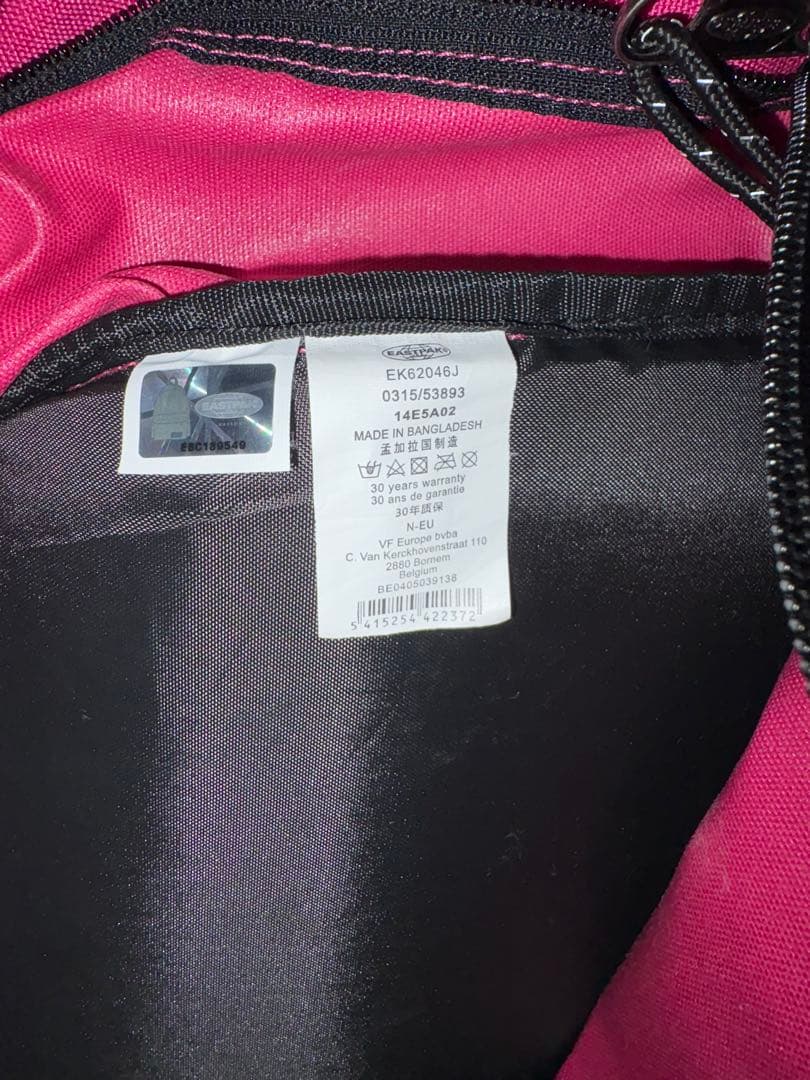 EASTPAK
EBC189549
EASTPAK®
EK62046J
0315/53893
14E5A02
MADE IN BANGLADESH
孟加拉国制造
30 years warranty
30 ans de garantie
30年质保
N-EU
VF Europe bvba
C. Van Kerckhovenstraat 110
2880 Bornem
Belgium
BE0405039138
5 415254 422372